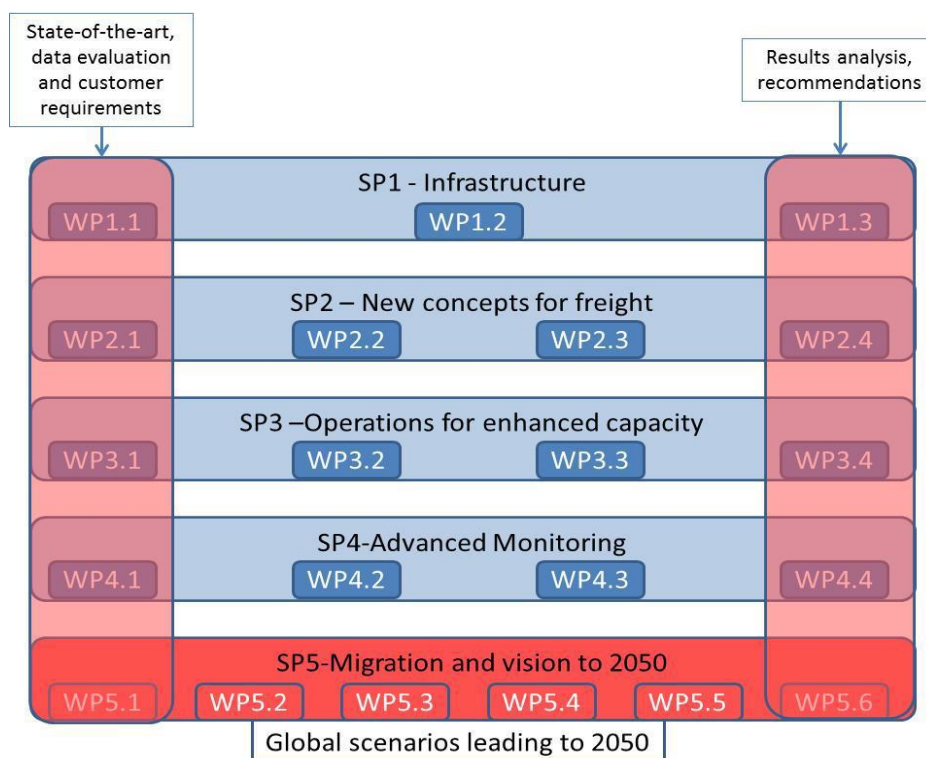 State-of-the-art,
data evaluation
and customer
requirements
Results analysis,
recommendations
SP1 - Infrastructure
WP1.1 WP1.2 WP1.3
SP2 – New concepts for freight
WP2.1 WP2.2 WP2.3 WP2.4
SP3 –Operations for enhanced capacity
WP3.1 WP3.2 WP3.3 WP3.4
SP4-Advanced Monitoring
WP4.1 WP4.2 WP4.3 WP4.4
SP5-Migration and vision to 2050
WP5.1 WP5.2 WP5.3 WP5.4 WP5.5 WP5.6
Global scenarios leading to 2050